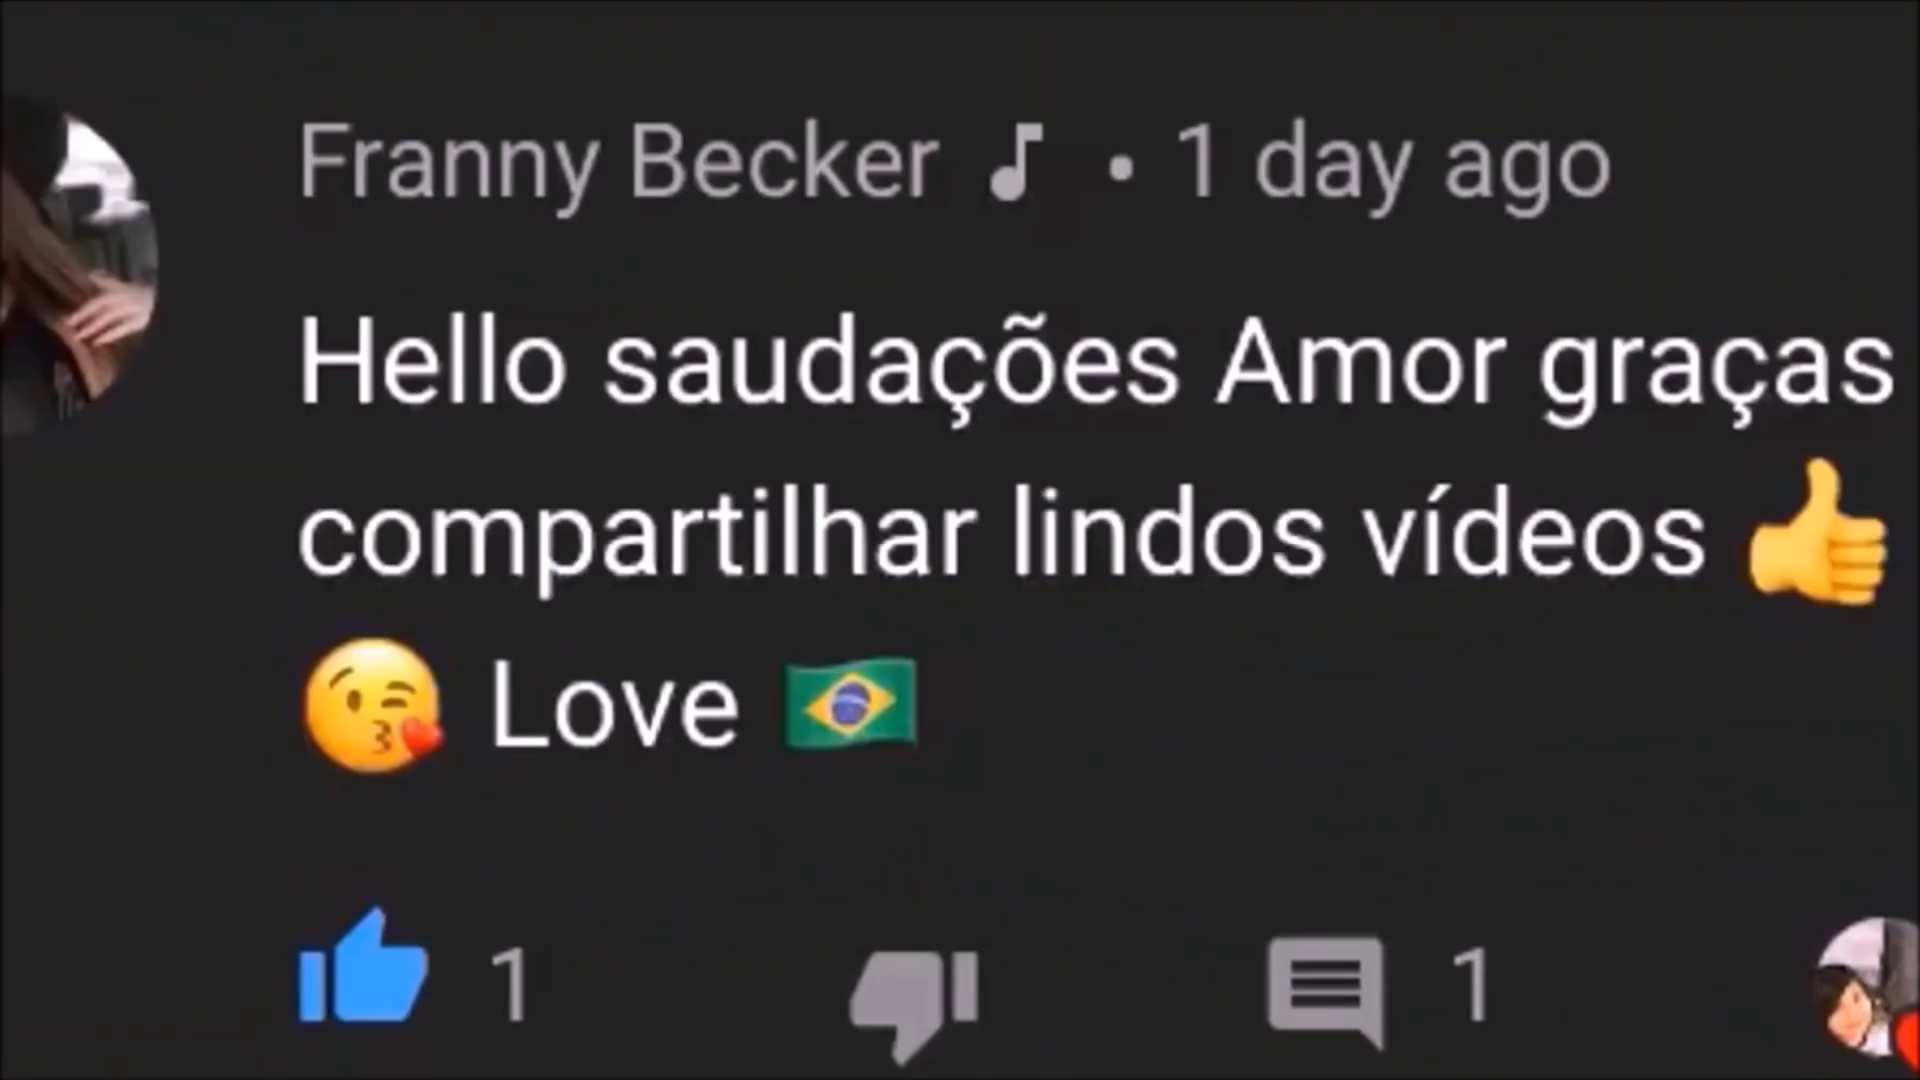 Franny Becker ♪ • 1 day ago
Hello saudações Amor graças
compartilhar lindos vídeos 👍
😘 Love 🇧🇷
1 1